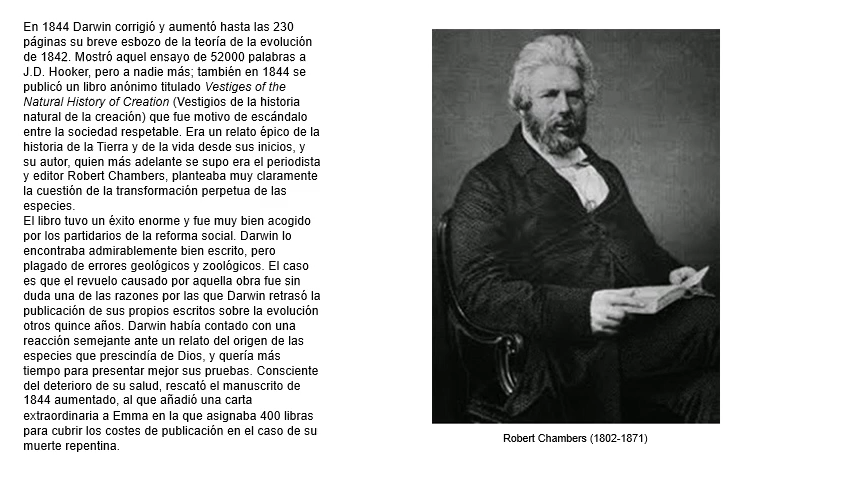 En 1844 Darwin corrigió y aumentó hasta las 230
páginas su breve esbozo de la teoría de la evolución
de 1842. Mostró aquel ensayo de 52000 palabras a
J.D. Hooker, pero a nadie más; también en 1844 se
publicó un libro anónimo titulado Vestiges of the
Natural History of Creation (Vestigios de la historia
natural de la creación) que fue motivo de escándalo
entre la sociedad respetable. Era un relato épico de la
historia de la Tierra y de la vida desde sus inicios, y
su autor, quien más adelante se supo era el periodista
y editor Robert Chambers, planteaba muy claramente
la cuestión de la transformación perpetua de las
especies.
El libro tuvo un éxito enorme y fue muy bien acogido
por los partidarios de la reforma social. Darwin lo
encontraba admirablemente bien escrito, pero
plagado de errores geológicos y zoológicos. El caso
es que el revuelo causado por aquella obra fue sin
duda una de las razones por las que Darwin retrasó la
publicación de sus propios escritos sobre la evolución
otros quince años. Darwin había contado con una
reacción semejante ante un relato del origen de las
especies que prescindía de Dios, y quería más
tiempo para presentar mejor sus pruebas. Consciente
del deterioro de su salud, rescató el manuscrito de
1844 aumentado, al que añadió una carta
extraordinaria a Emma en la que asignaba 400 libras
para cubrir los costes de publicación en el caso de su
muerte repentina.
Robert Chambers (1802-1871)